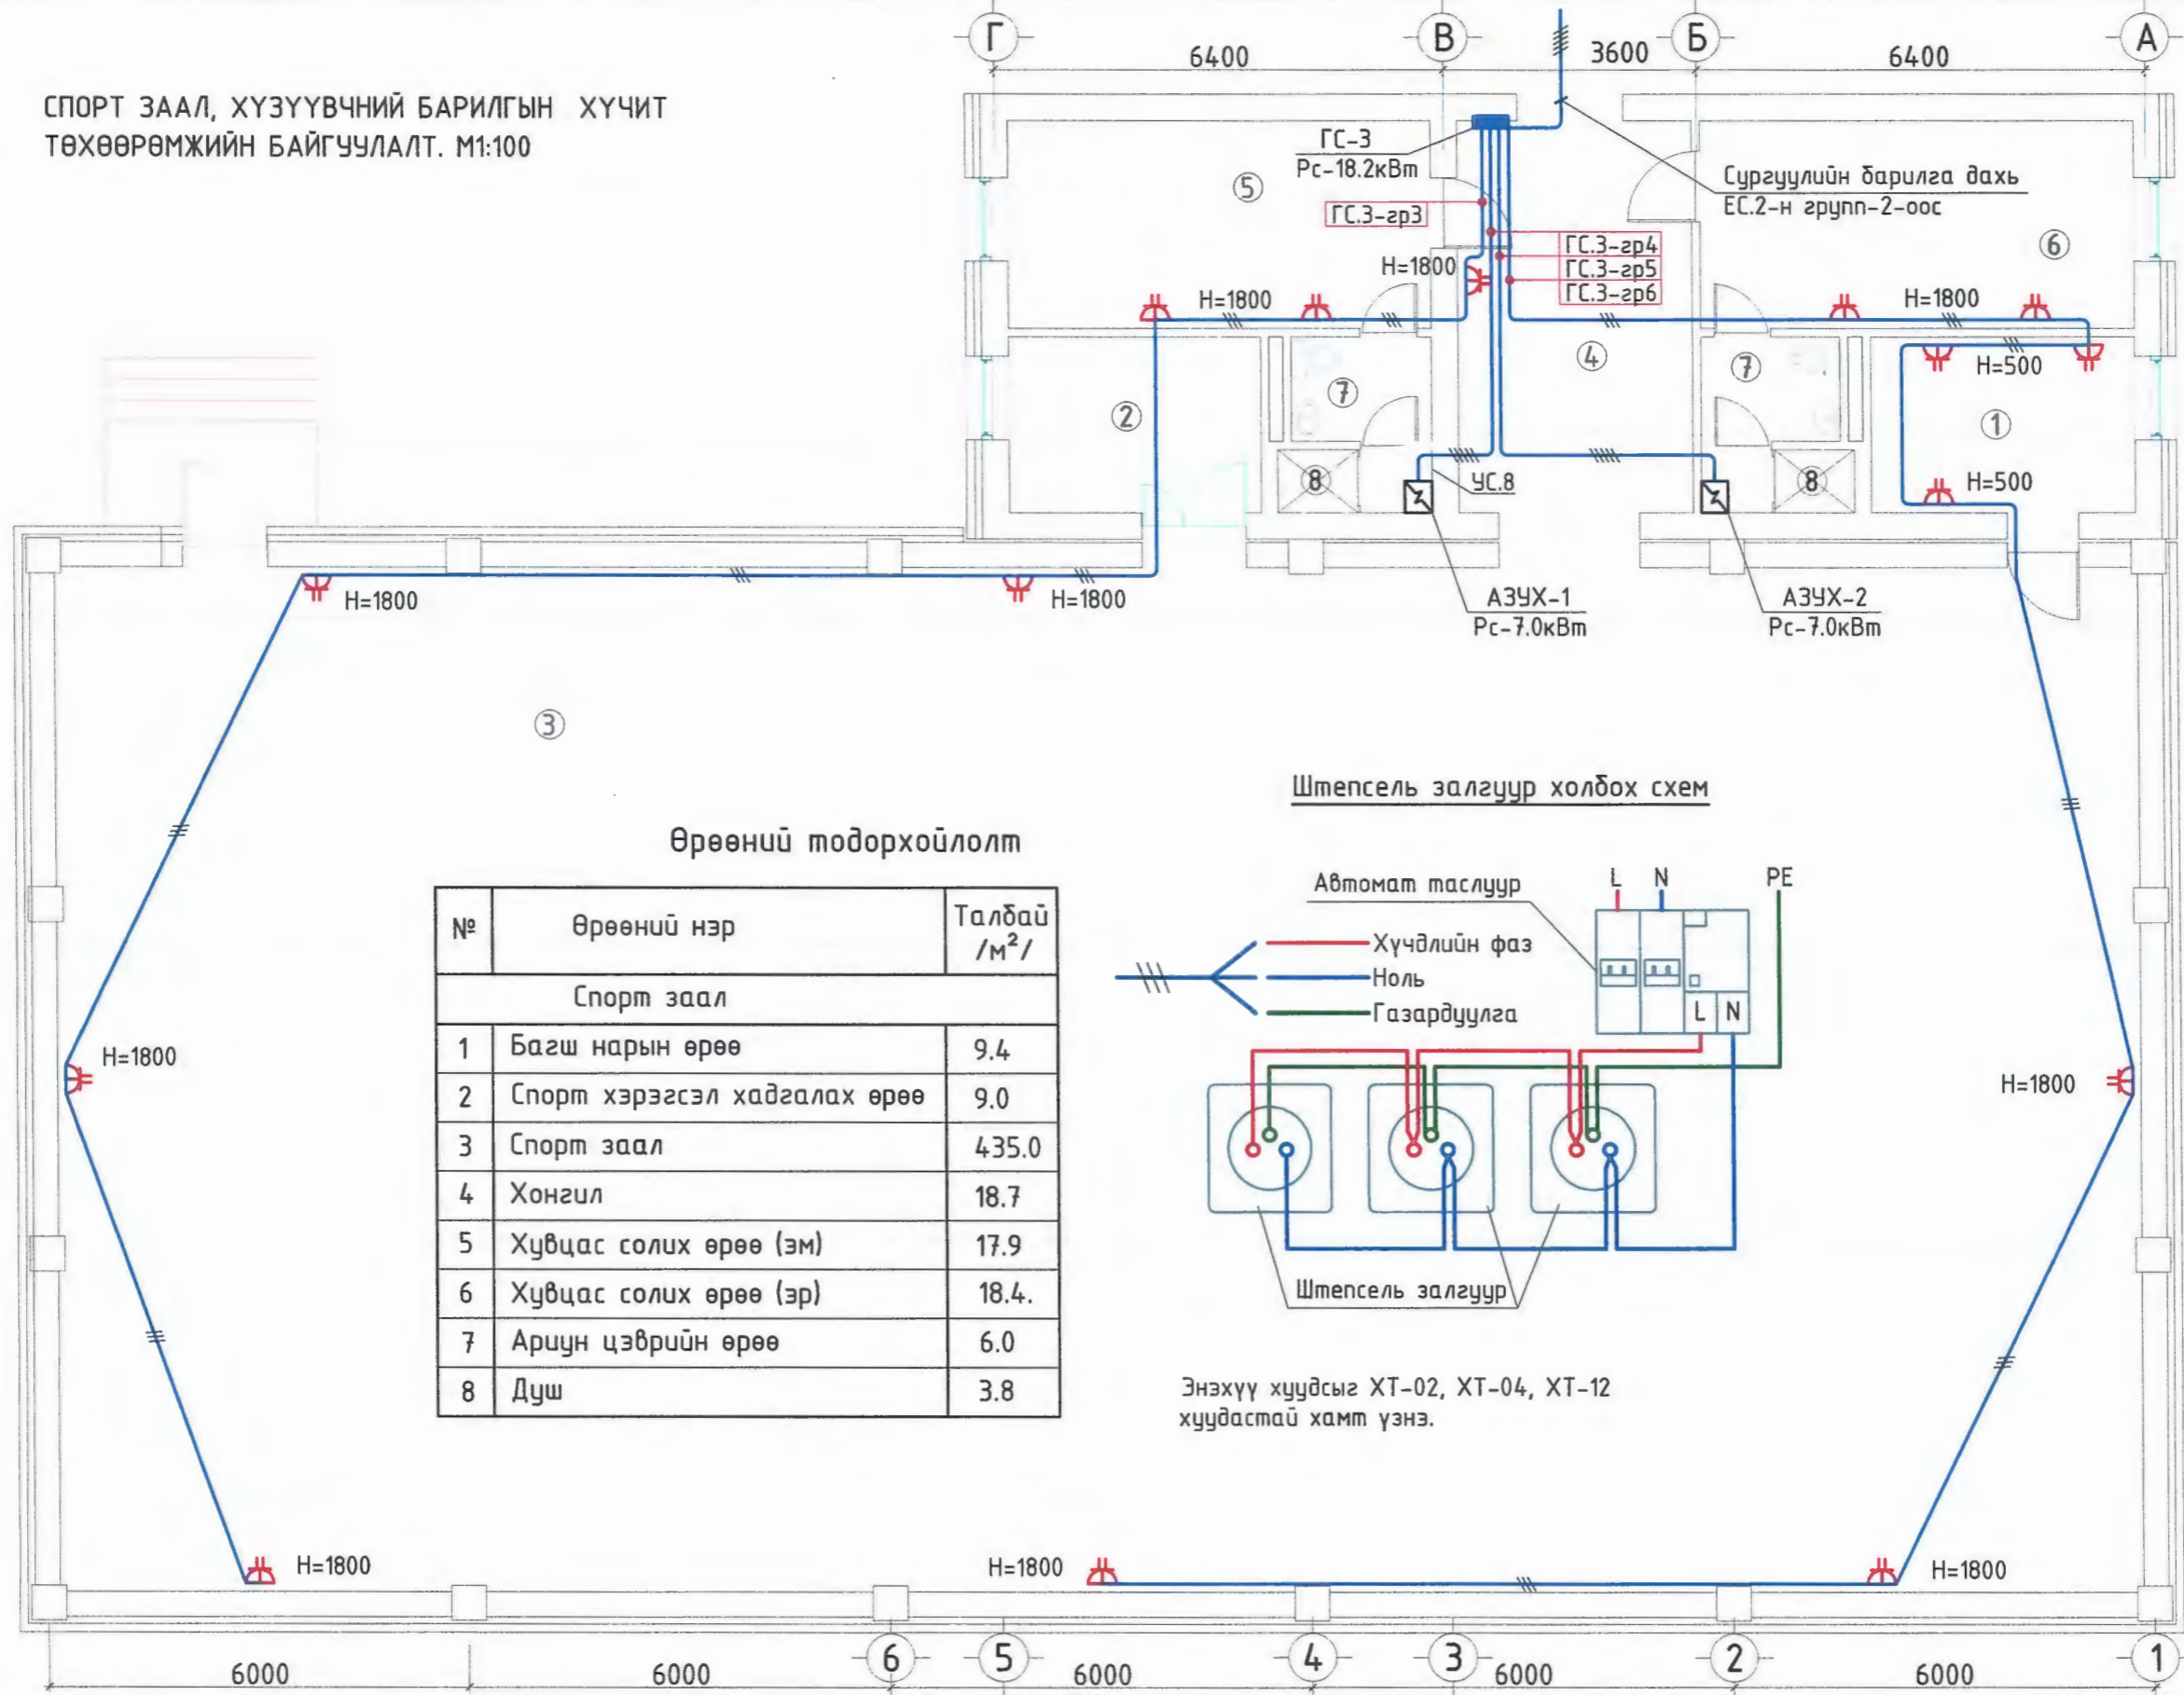 Г
В
Б
А
6400
3600
6400
СПОРТ ЗААЛ, ХҮЗҮҮВЧНИЙ БАРИЛГЫН ХҮЧИТ
ТӨХӨӨРӨМЖИЙН БАЙГУУЛАЛТ. М1:100
ГС-3
Рс-18.2кВт
Сургуулийн барилга дахь
ЕС.2-н групп-2-оос
5
ГС.3-гр3
ГС.3-гр4
ГС.3-гр5
ГС.3-гр6
6
H=1800
H=1800
H=1800
4
7
7
H=500
2
1
8
УС.8
8
H=500
АЗУХ-1
Рс-7.0кВт
АЗУХ-2
Рс-7.0кВт
H=1800
H=1800
3
Штепсель залгуур холбох схем
Өрөөний тодорхойлолт
№ Өрөөний нэр Талбай /м²/
Спорт заал
1 Багш нарын өрөө 9.4
2 Спорт хэрэгсэл хадгалах өрөө 9.0
3 Спорт заал 435.0
4 Хонгил 18.7
5 Хувцас солих өрөө (эм) 17.9
6 Хувцас солих өрөө (эр) 18.4.
7 Ариун цэврийн өрөө 6.0
8 Душ 3.8
Автомат таслуур
L N PE
Хүчдлийн фаз
Ноль
Газардуулга
L N
Штепсель залгуур
H=1800
H=1800
Энэхүү хуудсыг ХТ-02, ХТ-04, ХТ-12
хуудастай хамт үзнэ.
H=1800
H=1800
H=1800
6
5
4
3
2
1
6000
6000
6000
6000
6000